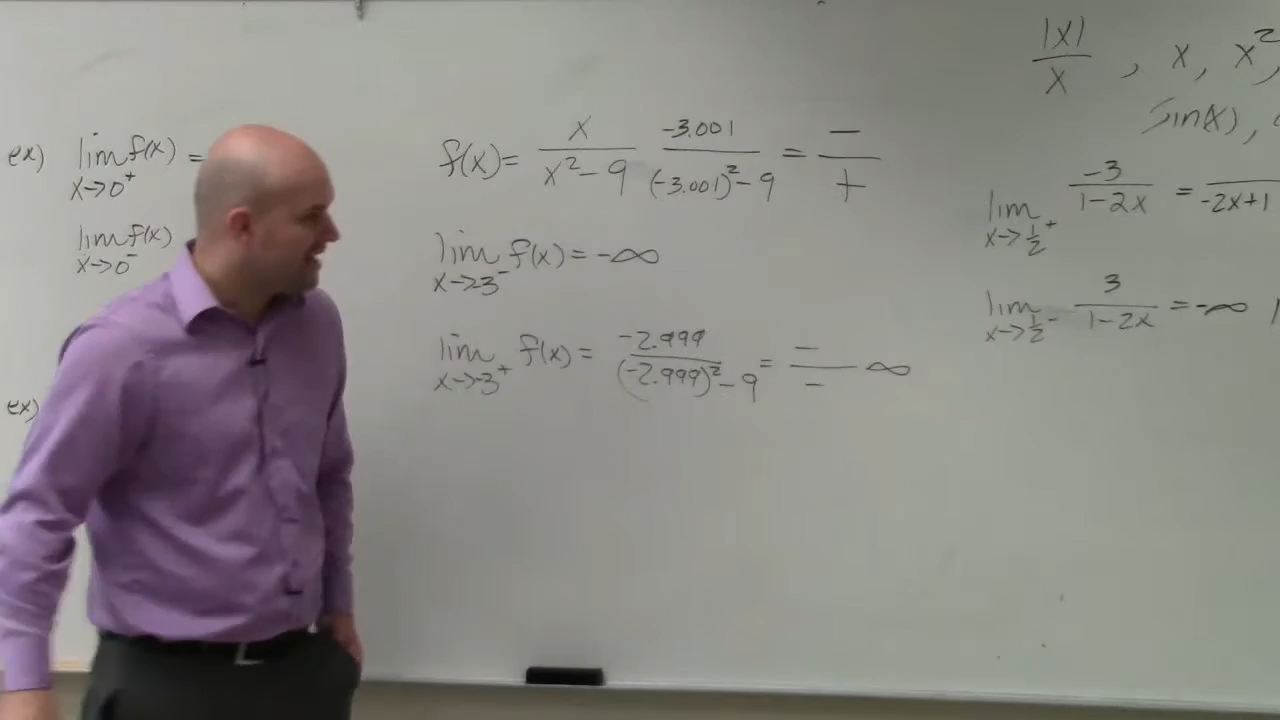 ex) lim f(x) =
x→0⁺
lim f(x)
x→0⁻
ex)
f(x) = x / (x² - 9)   -3.001 / ((-3.001)² - 9) = - / +
lim f(x) = -∞
x→-3⁻
lim f(x) = -2.999 / ((-2.999)² - 9) = - / - ∞
x→-3⁺
|x| / x , x, x²,
sin(x),
lim -3 / (1-2x) = / (-2x+1
x→½⁺
lim 3 / (1-2x) = -∞
x→½⁻